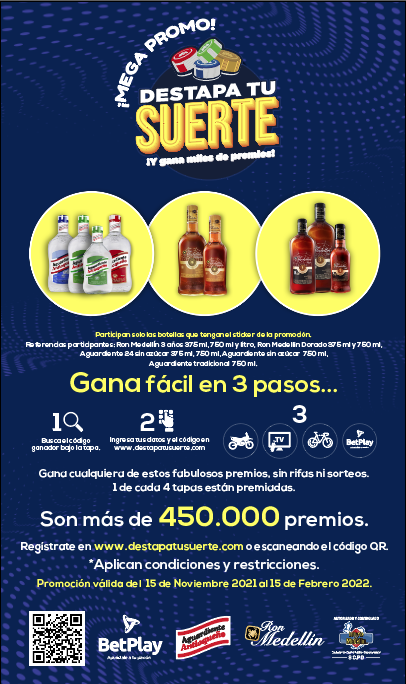 ¡MEGA PROMO!
DESTAPA TU
SUERTE
¡Y gana miles de premios!
Aguardiente Antioqueño
Participan solo las botellas que tengan el sticker de la promoción.
Referencias participantes: Ron Medellín 3 años 375 ml, 750 ml y litro, Ron Medellín Dorado 375 ml y 750 ml,
Aguardiente 24 sin azúcar 375 ml, 750 ml, Aguardiente sin azúcar 750 ml,
Aguardiente tradicional 750 ml.
Gana fácil en 3 pasos...
1
2
3
Busca el código
ganador bajo la tapa.
Ingresa tus datos y el código en
www.destapatusuerte.com
TV
BetPlay
Gana cualquiera de estos fabulosos premios, sin rifas ni sorteos.
1 de cada 4 tapas están premiadas.
Son más de 450.000 premios.
Regístrate en www.destapatusuerte.com o escaneando el código QR.
*Aplican condiciones y restricciones.
Promoción válida del 15 de Noviembre 2021 al 15 de Febrero 2022.
BetPlay
Aguardiente
Antioqueño
Ron
Medellín
AUTORIZADO Y CONTROLADO